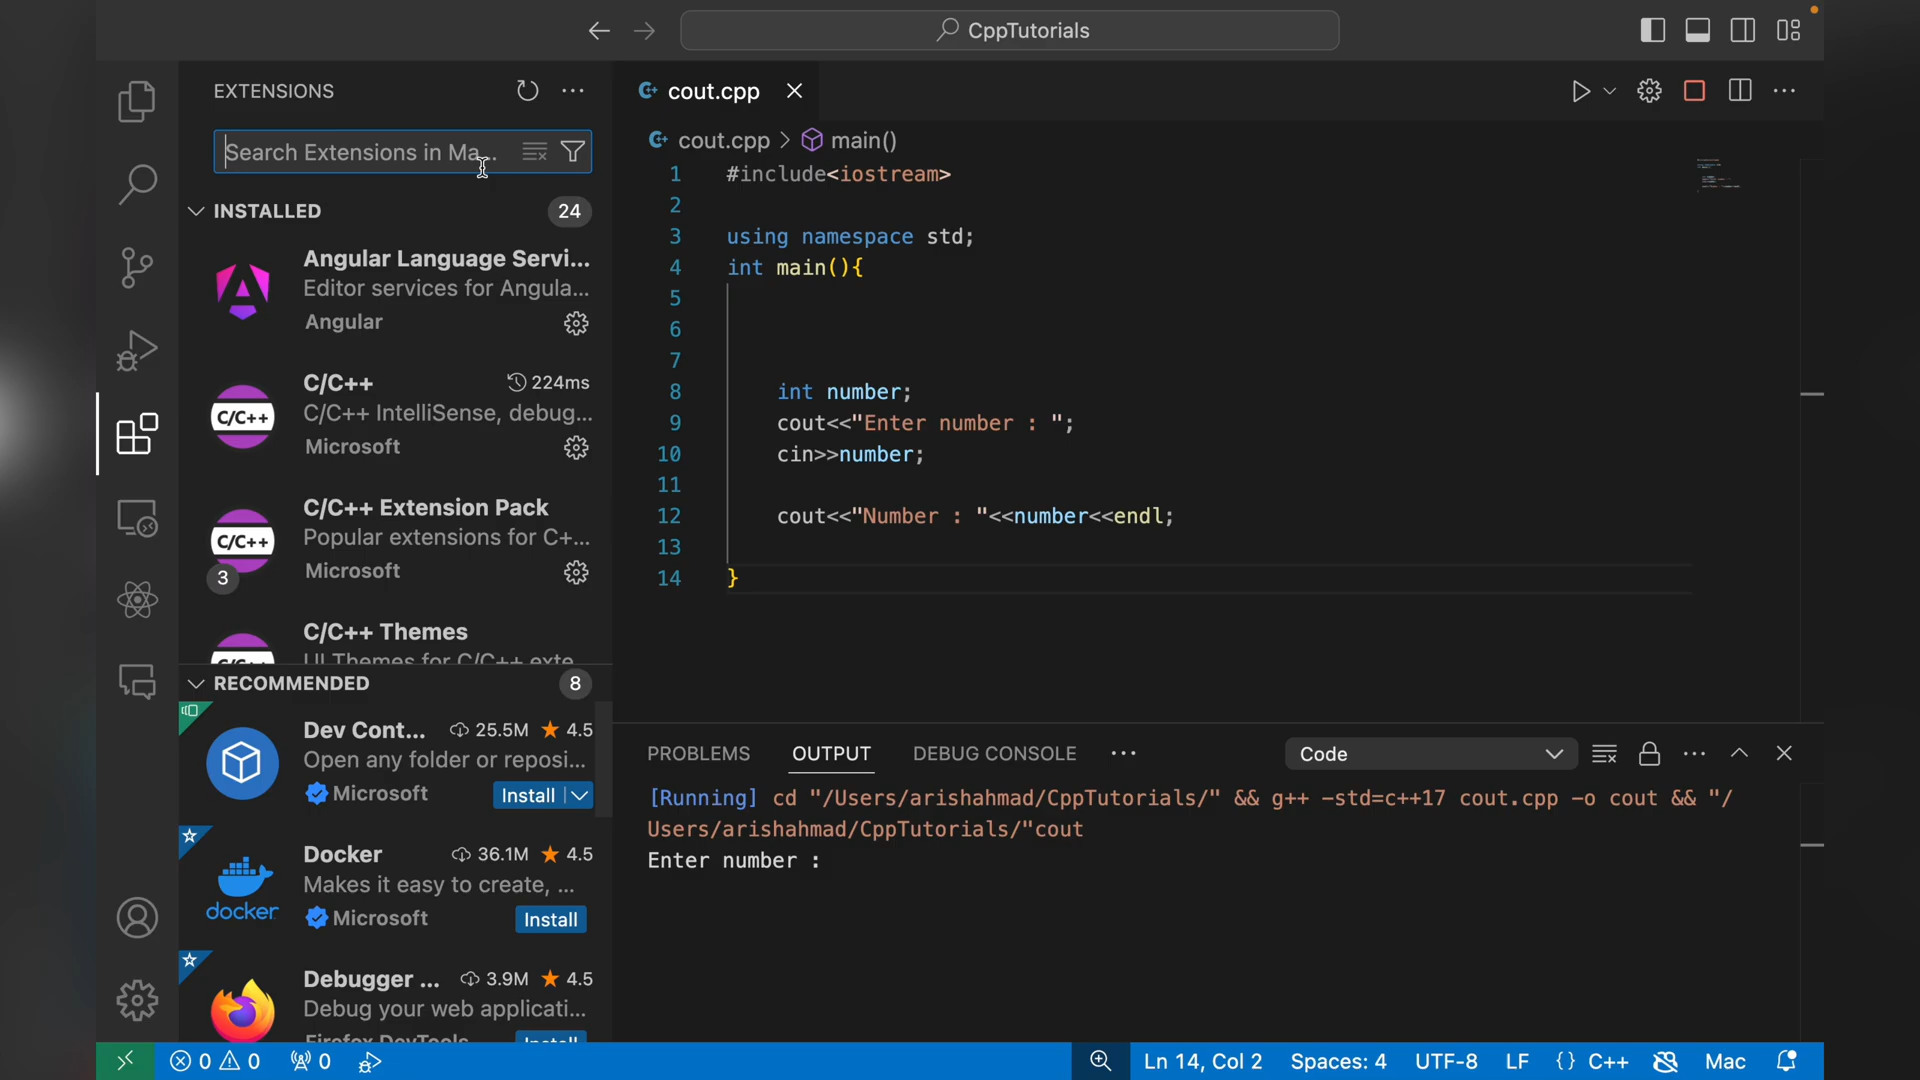 CppTutorials
EXTENSIONS
Search Extensions in Ma...
INSTALLED 24
Angular Language Servi...
Editor services for Angula...
Angular
C/C++ 224ms
C/C++ IntelliSense, debug...
Microsoft
C/C++
C/C++ Extension Pack
Popular extensions for C+...
Microsoft
C/C++
3
C/C++ Themes
UI Themes for C/C++ exte
RECOMMENDED 8
Dev Cont... 25.5M 4.5
Open any folder or reposi...
Microsoft Install
Docker 36.1M 4.5
Makes it easy to create, ...
Microsoft Install
docker
Debugger ... 3.9M 4.5
Debug your web applicati...
Firefox DevTools Install
cout.cpp
cout.cpp > main()
1 #include<iostream>
2
3 using namespace std;
4 int main(){
5
6
7
8 int number;
9 cout<<"Enter number : ";
10 cin>>number;
11
12 cout<<"Number : "<<number<<endl;
13
14 }
PROBLEMS OUTPUT DEBUG CONSOLE ... Code
[Running] cd "/Users/arishahmad/CppTutorials/" && g++ -std=c++17 cout.cpp -o cout && "/
Users/arishahmad/CppTutorials/"cout
Enter number :
0 0 0 Ln 14, Col 2 Spaces: 4 UTF-8 LF {} C++ Mac